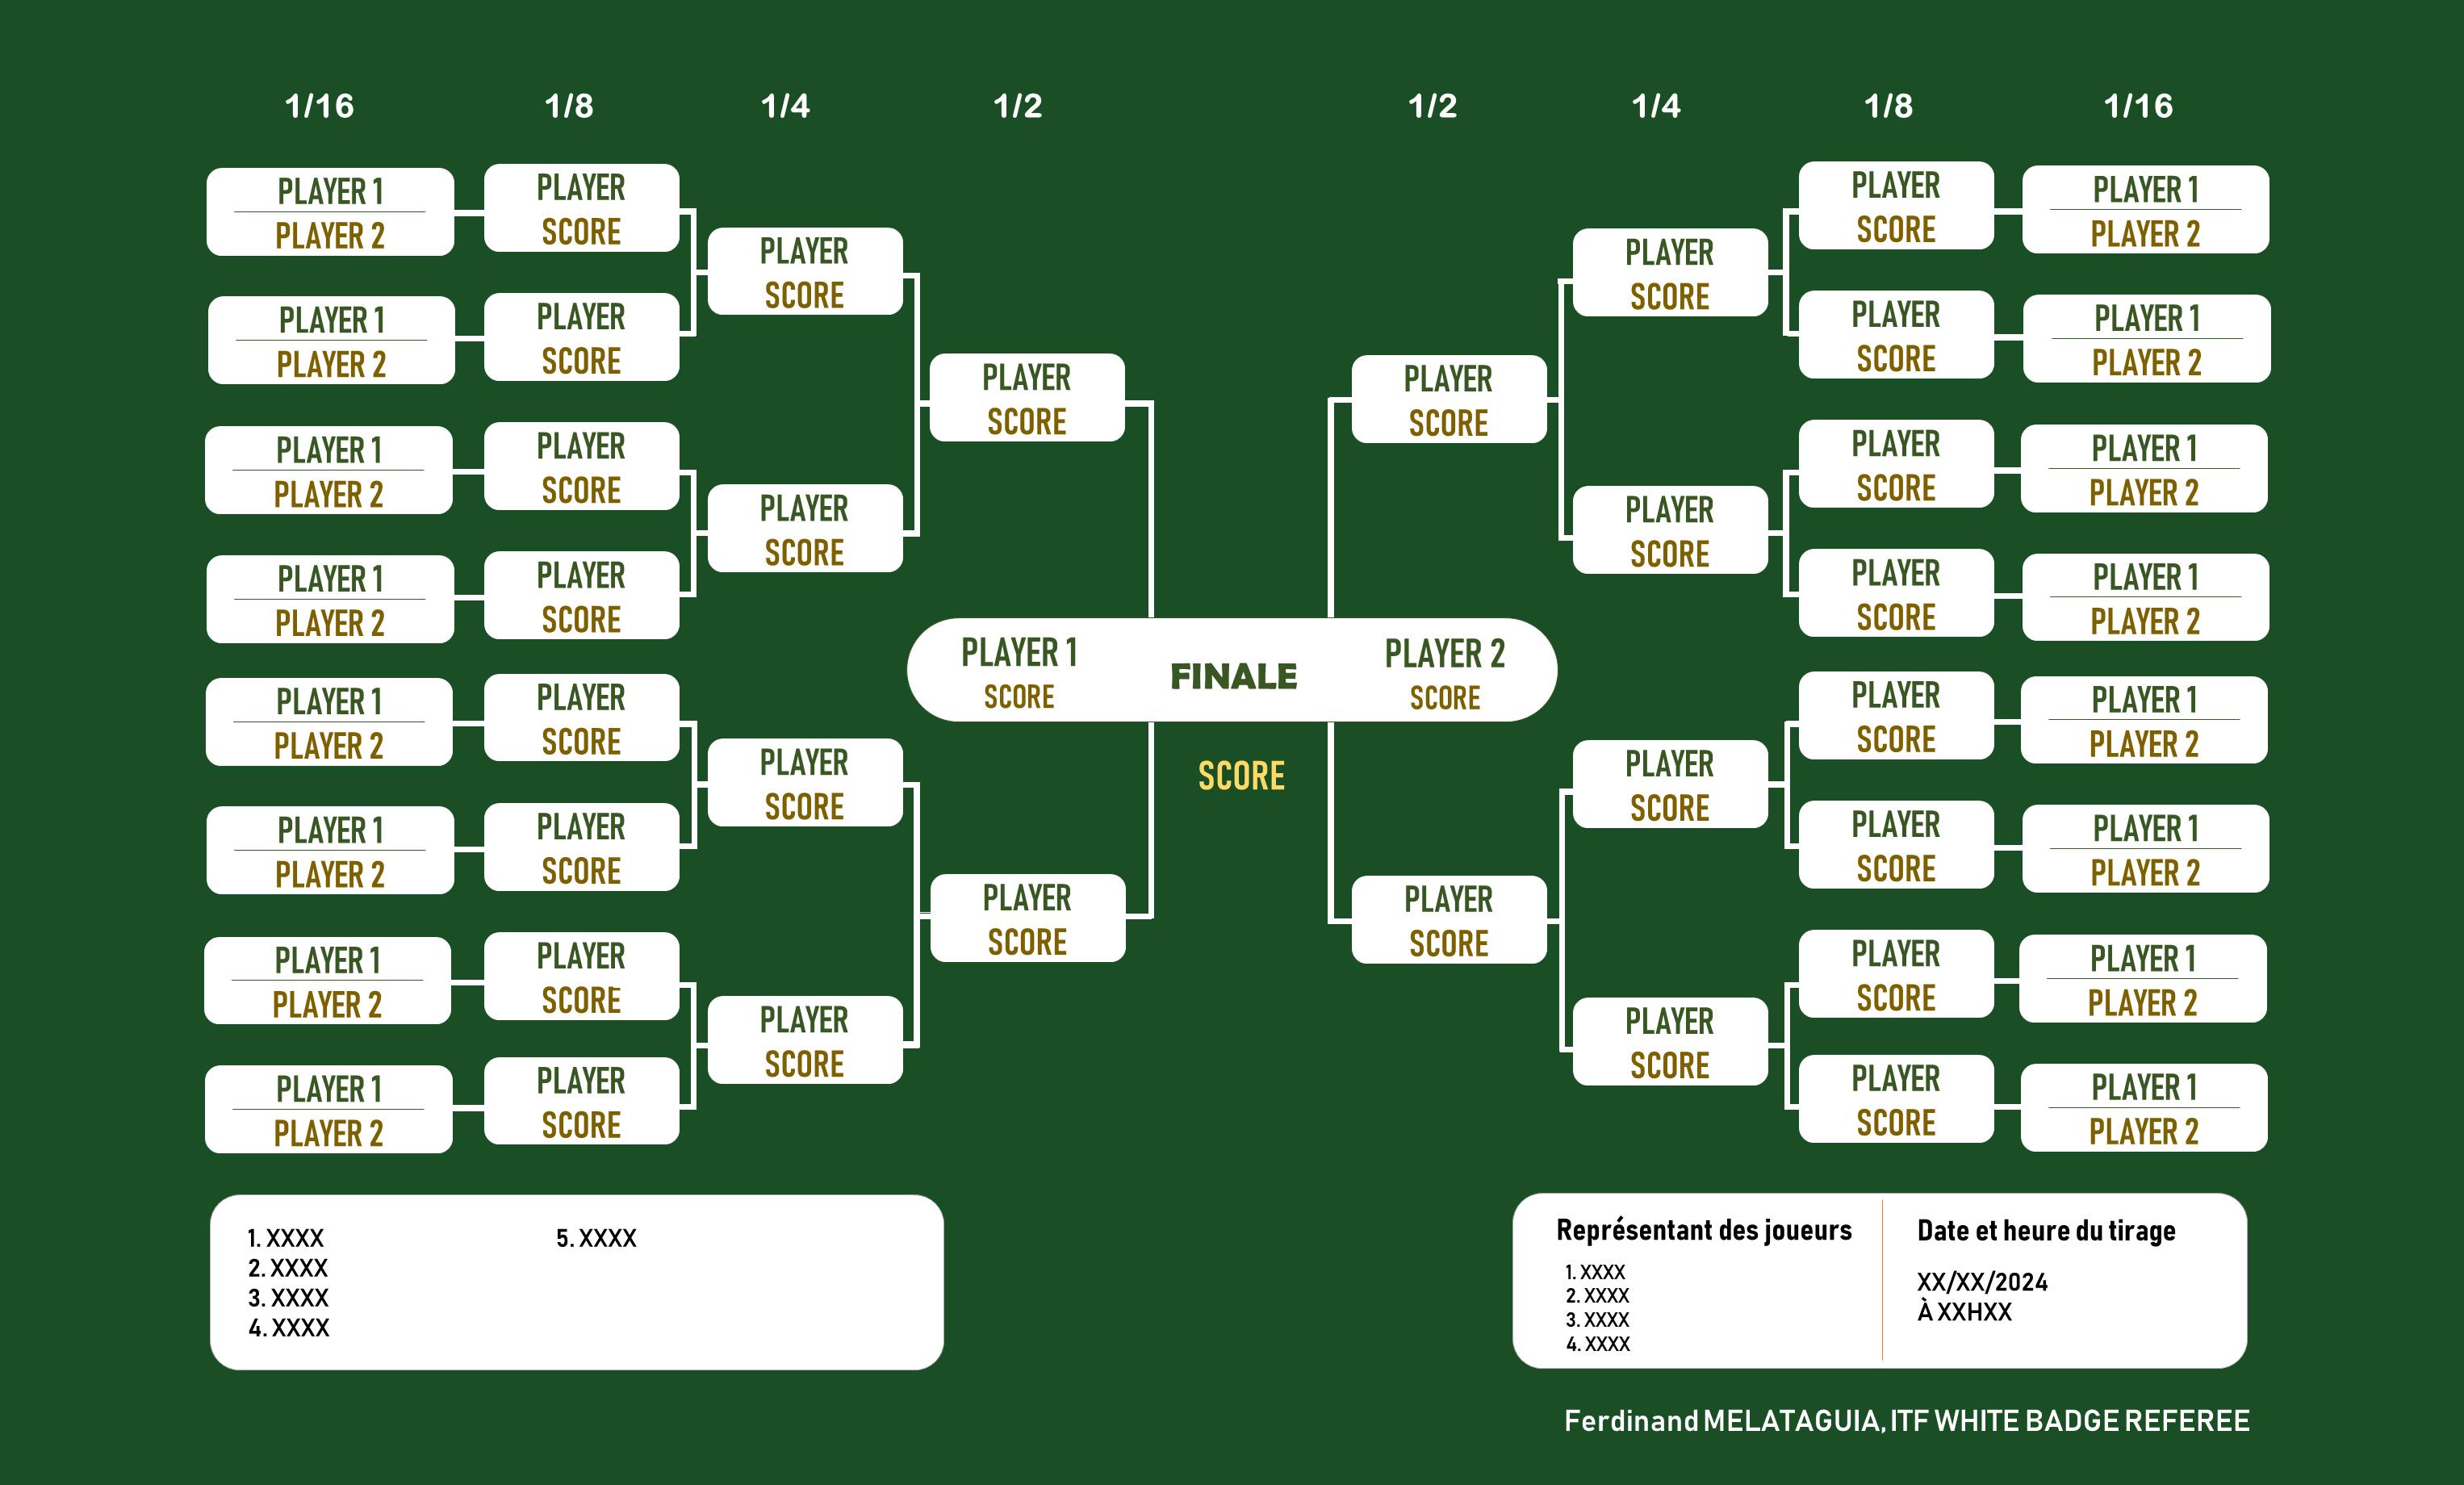 1/16 1/8 1/4 1/2 1/2 1/4 1/8 1/16
PLAYER 1
PLAYER 2
PLAYER 1
PLAYER 2
PLAYER 1
PLAYER 2
PLAYER 1
PLAYER 2
PLAYER 1
PLAYER 2
PLAYER 1
PLAYER 2
PLAYER 1
PLAYER 2
PLAYER 1
PLAYER 2
PLAYER
SCORE
PLAYER
SCORE
PLAYER
SCORE
PLAYER
SCORE
PLAYER
SCORE
PLAYER
SCORE
PLAYER
SCORE
PLAYER
SCORE
PLAYER
SCORE
PLAYER
SCORE
PLAYER
SCORE
PLAYER
SCORE
PLAYER
SCORE
PLAYER
SCORE
PLAYER 1
SCORE
FINALE
PLAYER 2
SCORE
SCORE
PLAYER
SCORE
PLAYER
SCORE
PLAYER
SCORE
PLAYER
SCORE
PLAYER
SCORE
PLAYER
SCORE
PLAYER
SCORE
PLAYER
SCORE
PLAYER
SCORE
PLAYER
SCORE
PLAYER
SCORE
PLAYER
SCORE
PLAYER
SCORE
PLAYER
SCORE
PLAYER 1
PLAYER 2
PLAYER 1
PLAYER 2
PLAYER 1
PLAYER 2
PLAYER 1
PLAYER 2
PLAYER 1
PLAYER 2
PLAYER 1
PLAYER 2
PLAYER 1
PLAYER 2
PLAYER 1
PLAYER 2
1. XXXX
2. XXXX
3. XXXX
4. XXXX
5. XXXX
Représentant des joueurs
1. XXXX
2. XXXX
3. XXXX
4. XXXX
Date et heure du tirage
XX/XX/2024
À XXHXX
Ferdinand MELATAGUIA, ITF WHITE BADGE REFEREE